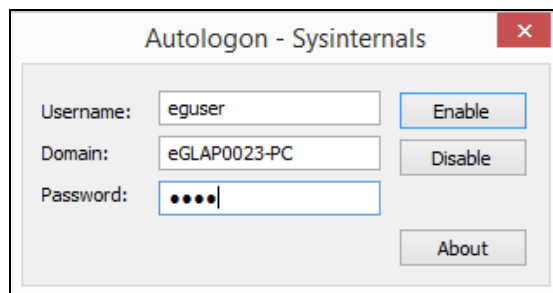 Autologon - Sysinternals
Username: eguser Enable
Domain: eGLAP0023-PC Disable
Password: ●●●●
About